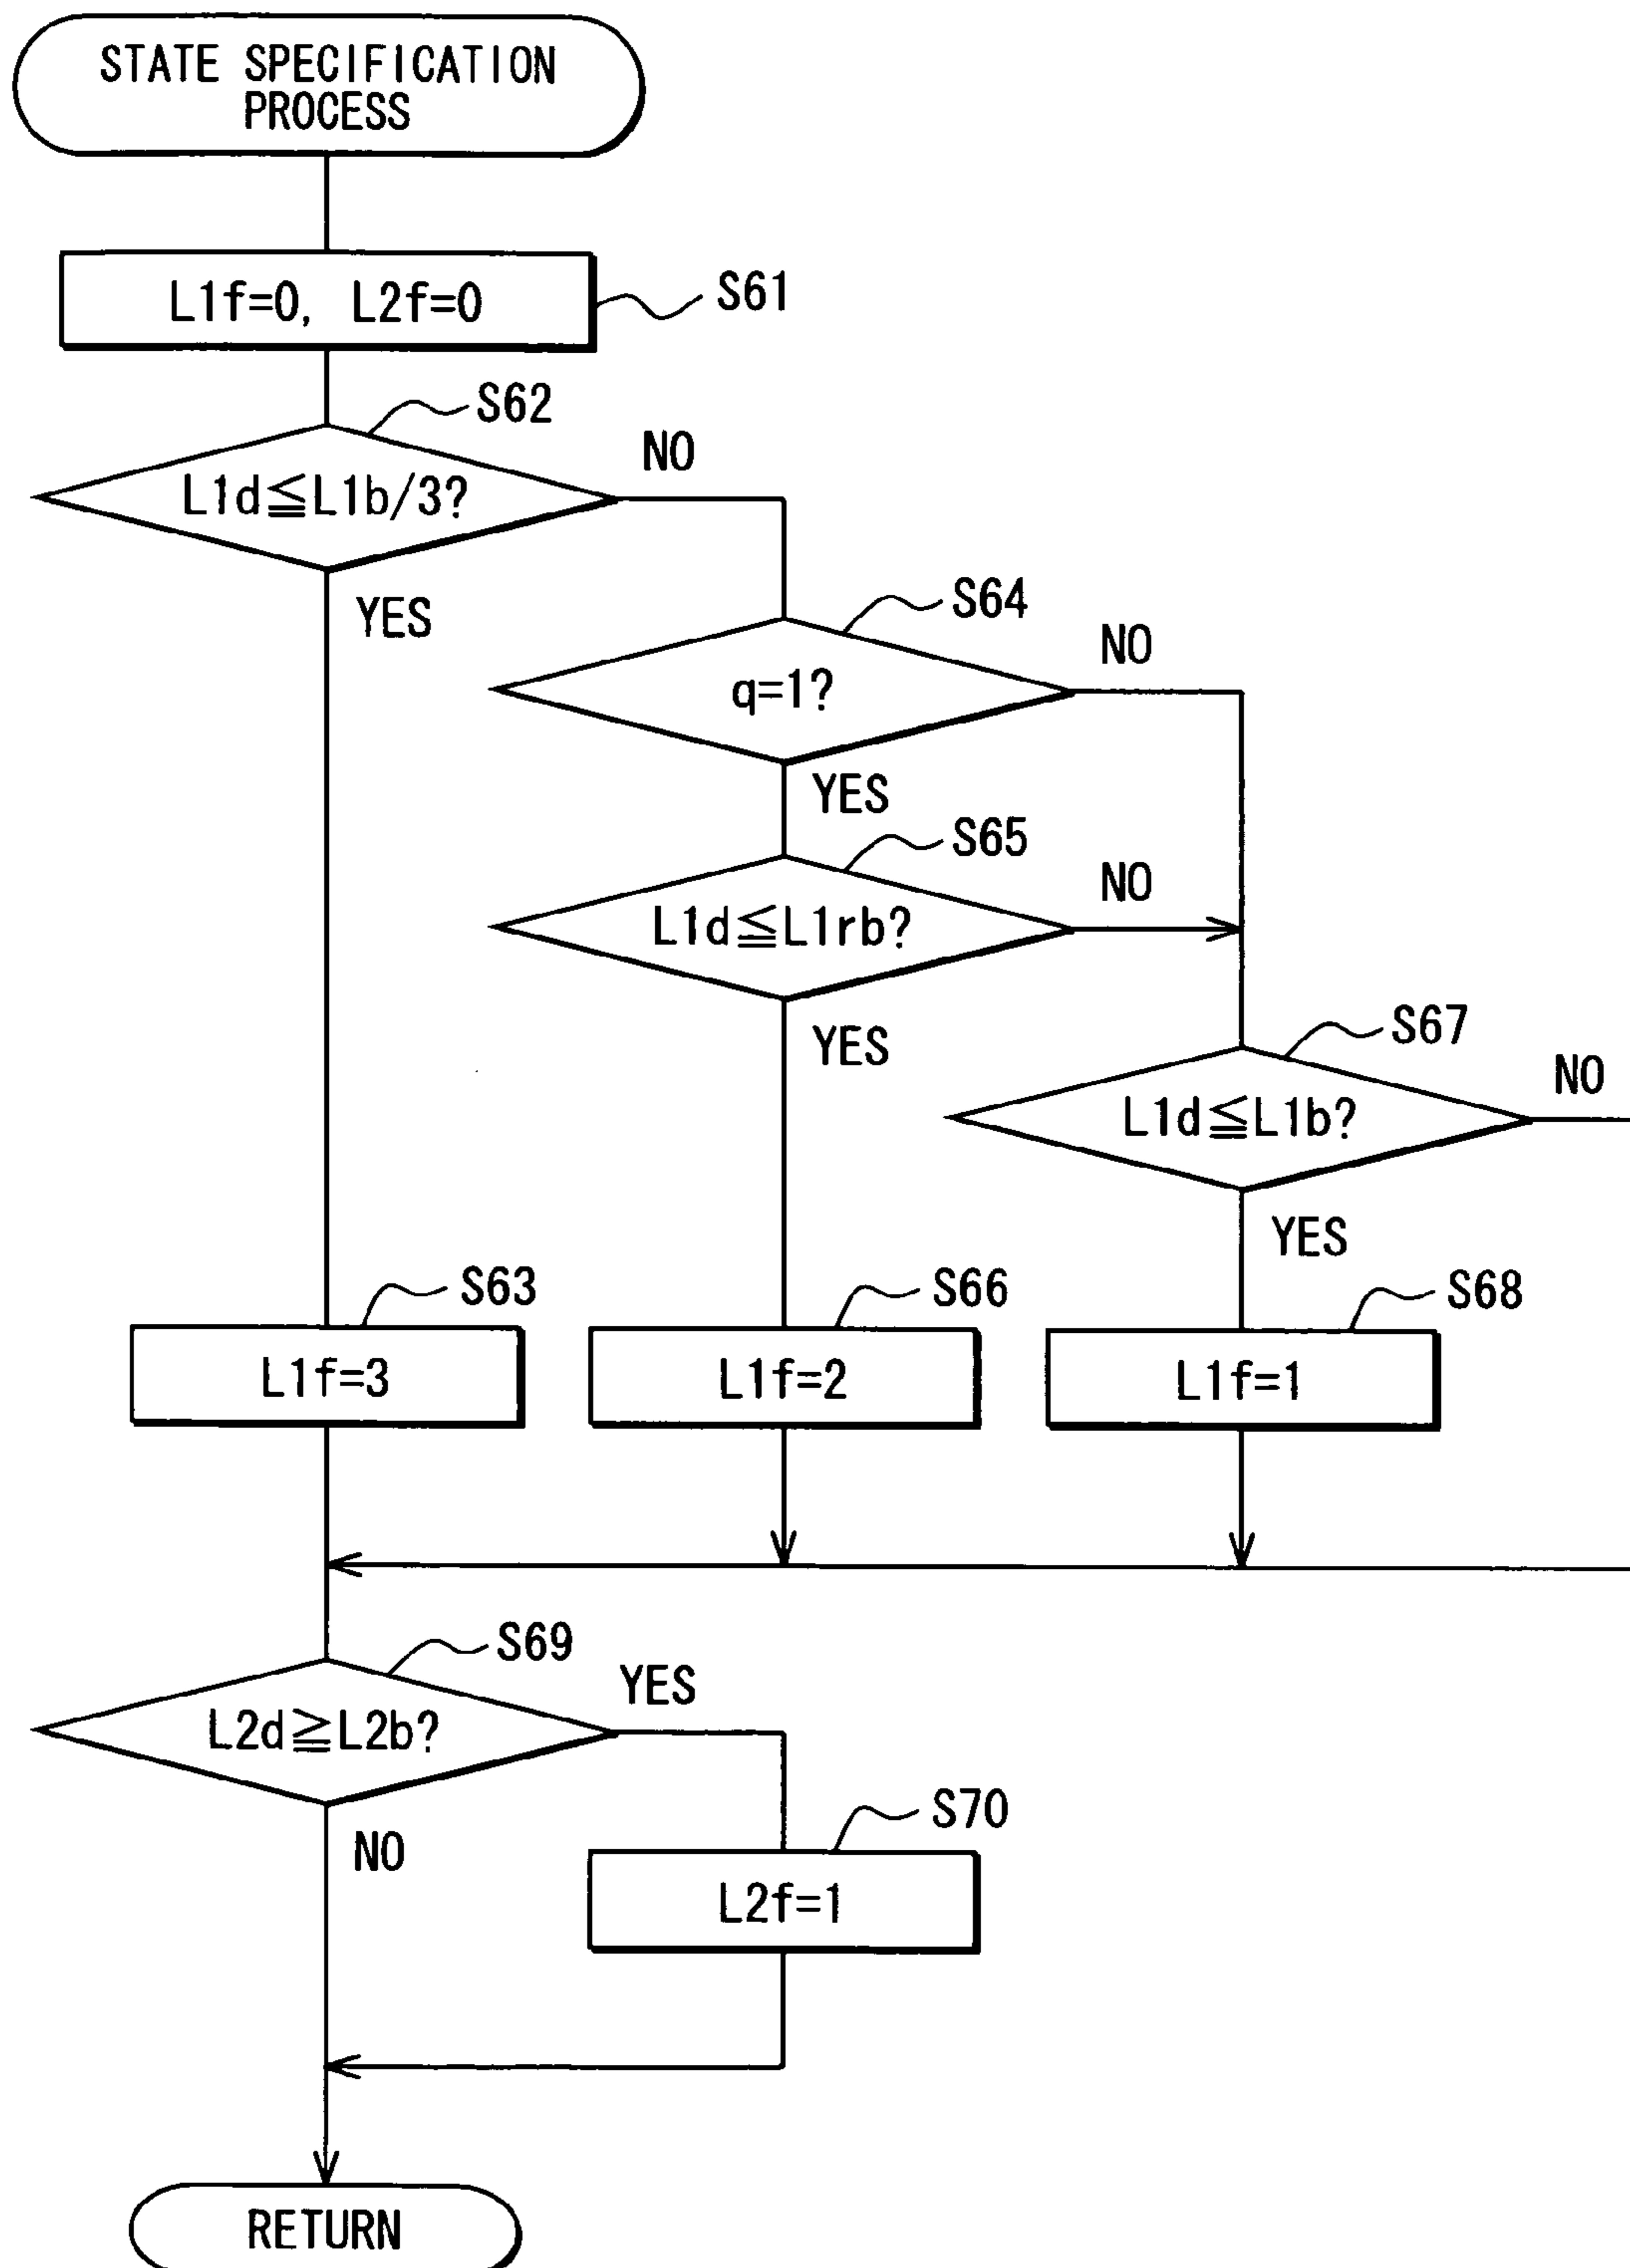 STATE SPECIFICATION
PROCESS
L1f=0, L2f=0
S61
S62
L1d≦L1b/3?
NO
YES
S64
q=1?
NO
YES
S65
L1d≦L1rb?
NO
YES
S67
L1d≦L1b?
NO
YES
S63
L1f=3
S66
L1f=2
S68
L1f=1
S69
L2d≧L2b?
YES
NO
S70
L2f=1
RETURN